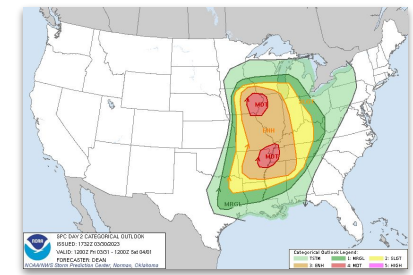 MDT
ENH
MDT
MRGL
SPC DAY 2 CATEGORICAL OUTLOOK
ISSUED: 1732Z 03/30/2023
VALID: 1200Z Fri 03/31 - 1200Z Sat 04/01
FORECASTER: DEAN
NOAA/NWS Storm Prediction Center, Norman, Oklahoma
Categorical Outlook Legend:
TSTM
1: MRGL
2: SLGT
3: ENH
4: MDT
5: HIGH